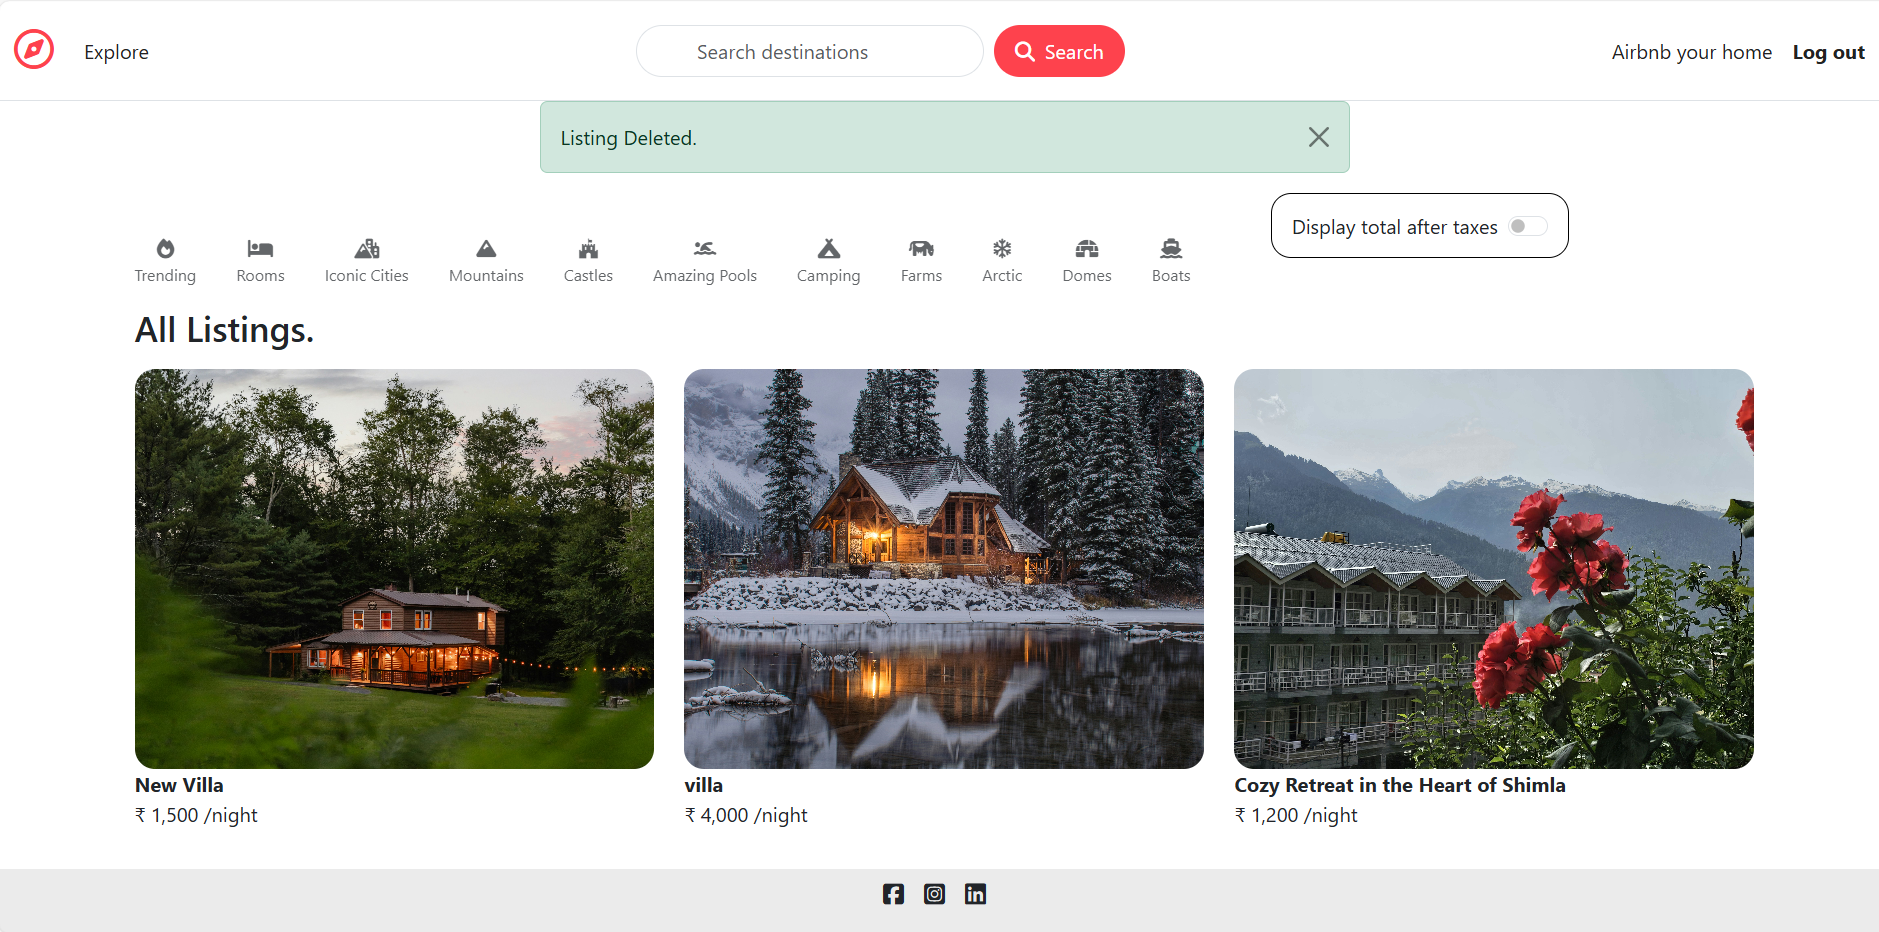 Explore
Search destinations
Search
Airbnb your home
Log out
Listing Deleted.
Display total after taxes
Trending
Rooms
Iconic Cities
Mountains
Castles
Amazing Pools
Camping
Farms
Arctic
Domes
Boats
All Listings.
New Villa
₹ 1,500 /night
villa
₹ 4,000 /night
Cozy Retreat in the Heart of Shimla
₹ 1,200 /night